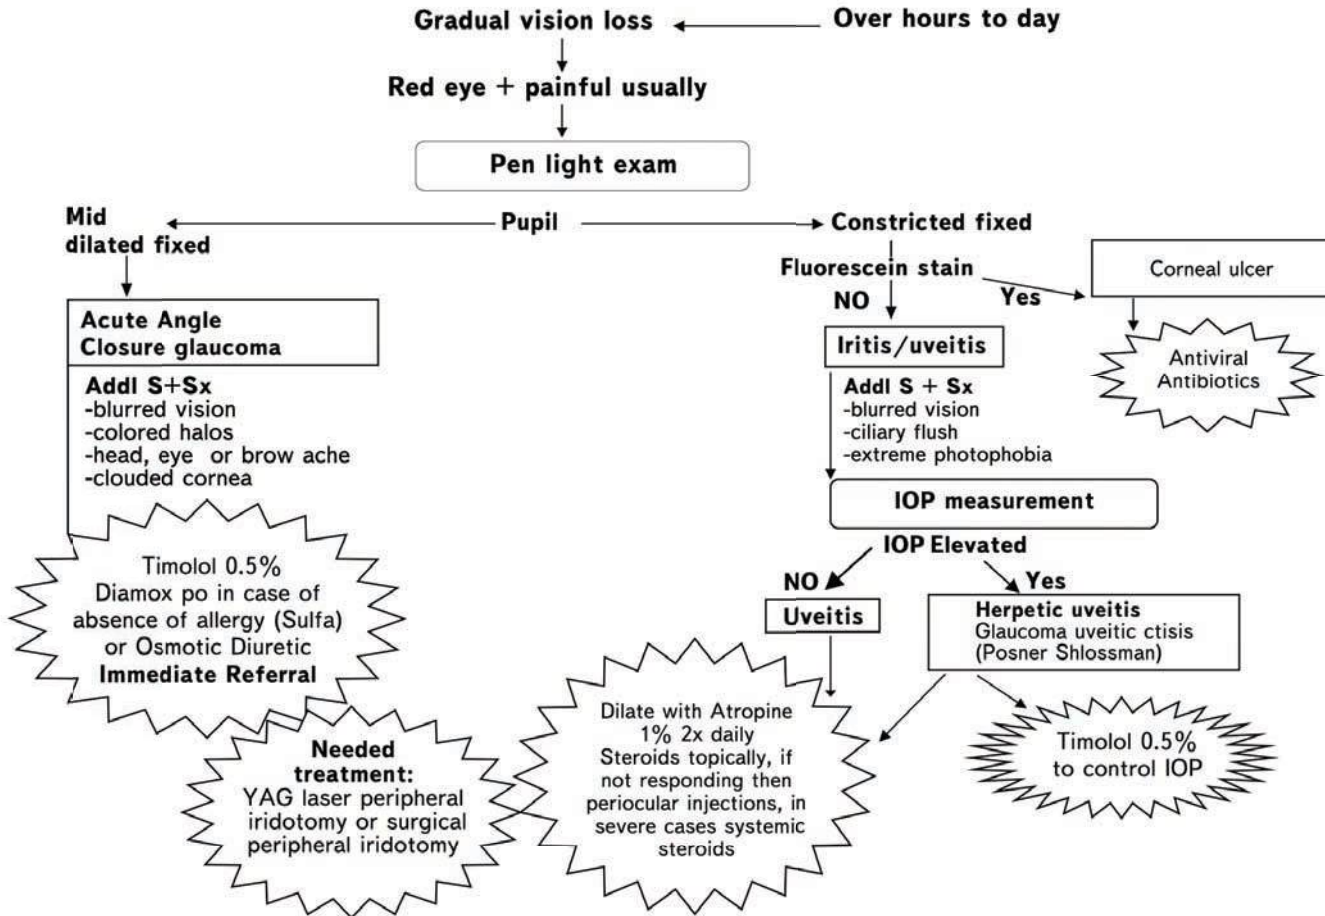 Gradual vision loss
Over hours to day
Red eye + painful usually
Pen light exam
Mid
dilated fixed
Pupil
Constricted fixed
Fluorescein stain
NO
Yes
Corneal ulcer
Antiviral
Antibiotics
Acute Angle
Closure glaucoma
Addl S+Sx
-blurred vision
-colored halos
-head, eye or brow ache
-clouded cornea
Timolol 0.5%
Diamox po in case of
absence of allergy (Sulfa)
or Osmotic Diuretic
Immediate Referral
Needed
treatment:
YAG laser peripheral
iridotomy or surgical
peripheral iridotomy
Iritis/uveitis
Addl S + Sx
-blurred vision
-ciliary flush
-extreme photophobia
IOP measurement
IOP Elevated
NO
Yes
Uveitis
Herpetic uveitis
Glaucoma uveitic ctisis
(Posner Shlossman)
Dilate with Atropine
1% 2x daily
Steroids topically, if
not responding then
periocular injections, in
severe cases systemic
steroids
Timolol 0.5%
to control IOP